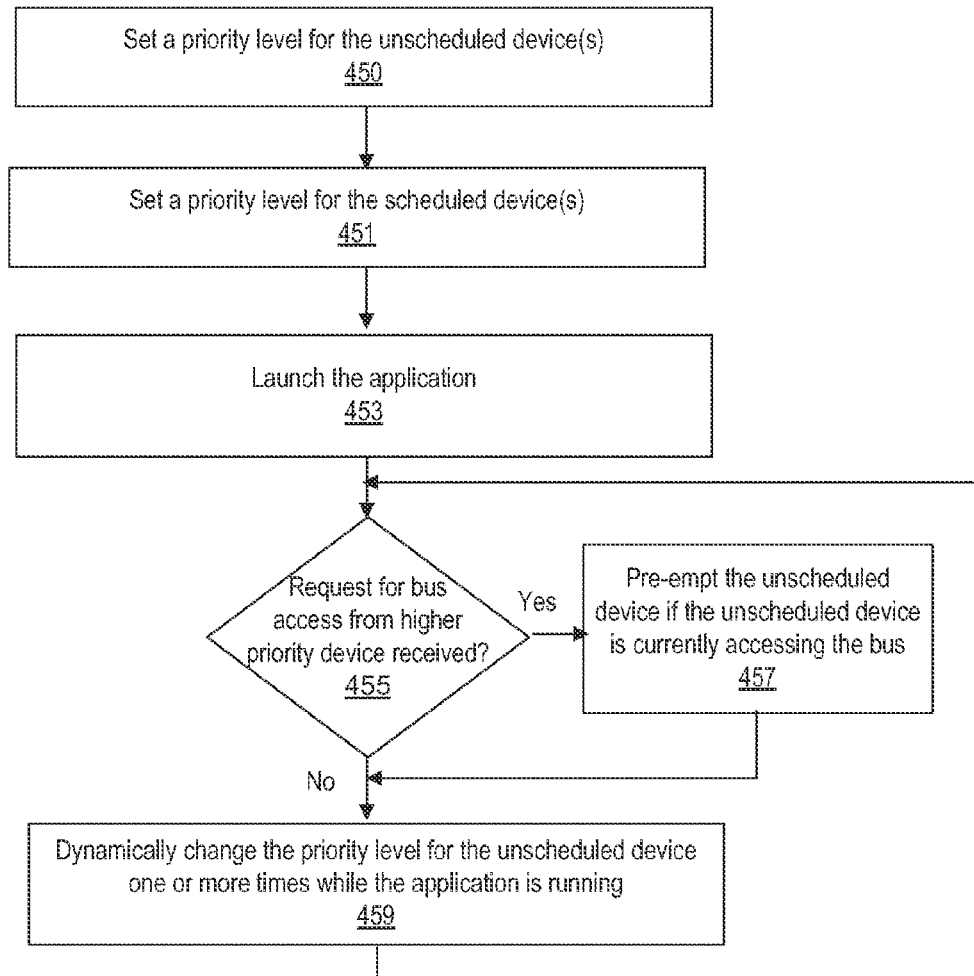 Set a priority level for the unscheduled device(s)
450
Set a priority level for the scheduled device(s)
451
Launch the application
453
Request for bus
access from higher
priority device received?
455
Yes
Pre-empt the unscheduled
device if the unscheduled device
is currently accessing the bus
457
No
Dynamically change the priority level for the unscheduled device
one or more times while the application is running
459